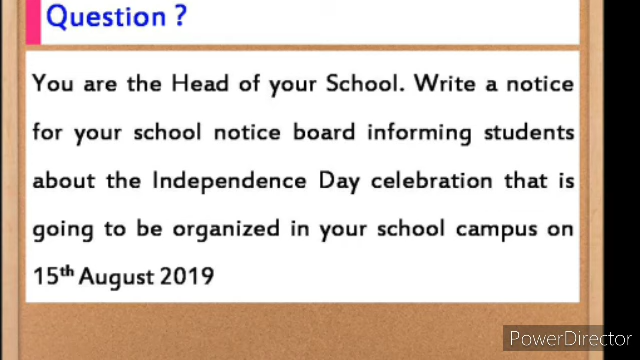 Question ?
You are the Head of your School. Write a notice
for your school notice board informing students
about the Independence Day celebration that is
going to be organized in your school campus on
15th August 2019
PowerDirector